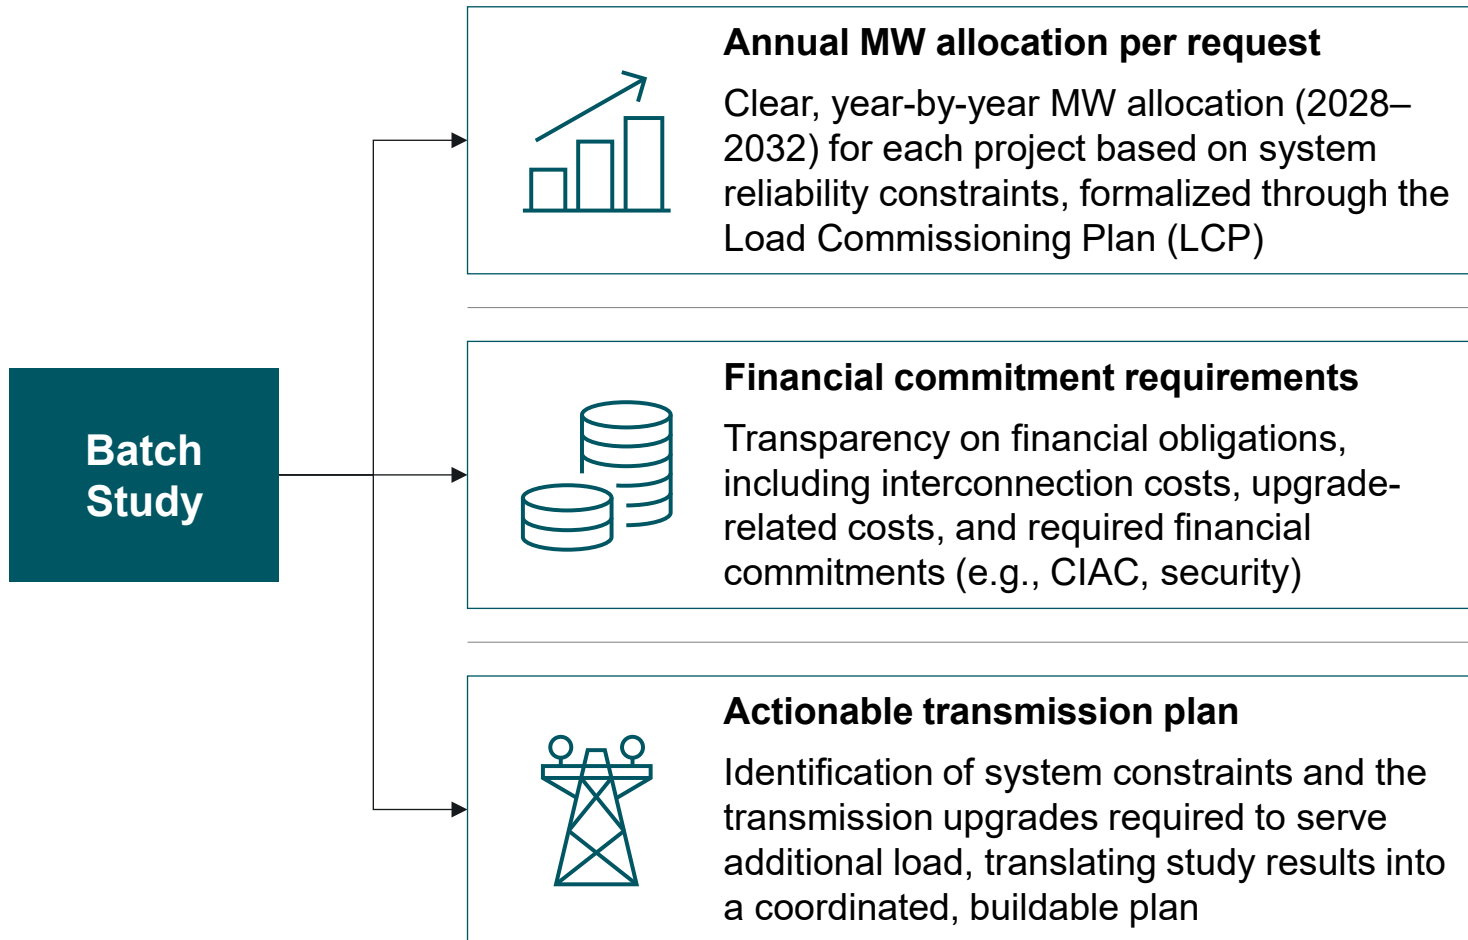 Batch
Study
Annual MW allocation per request
Clear, year-by-year MW allocation (2028–
2032) for each project based on system
reliability constraints, formalized through the
Load Commissioning Plan (LCP)
Financial commitment requirements
Transparency on financial obligations,
including interconnection costs, upgrade-
related costs, and required financial
commitments (e.g., CIAC, security)
Actionable transmission plan
Identification of system constraints and the
transmission upgrades required to serve
additional load, translating study results into
a coordinated, buildable plan